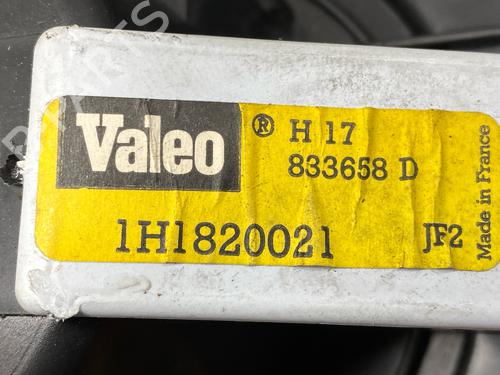 Valeo ® H 17
833658 D
1H1820021 JF2
Made in France